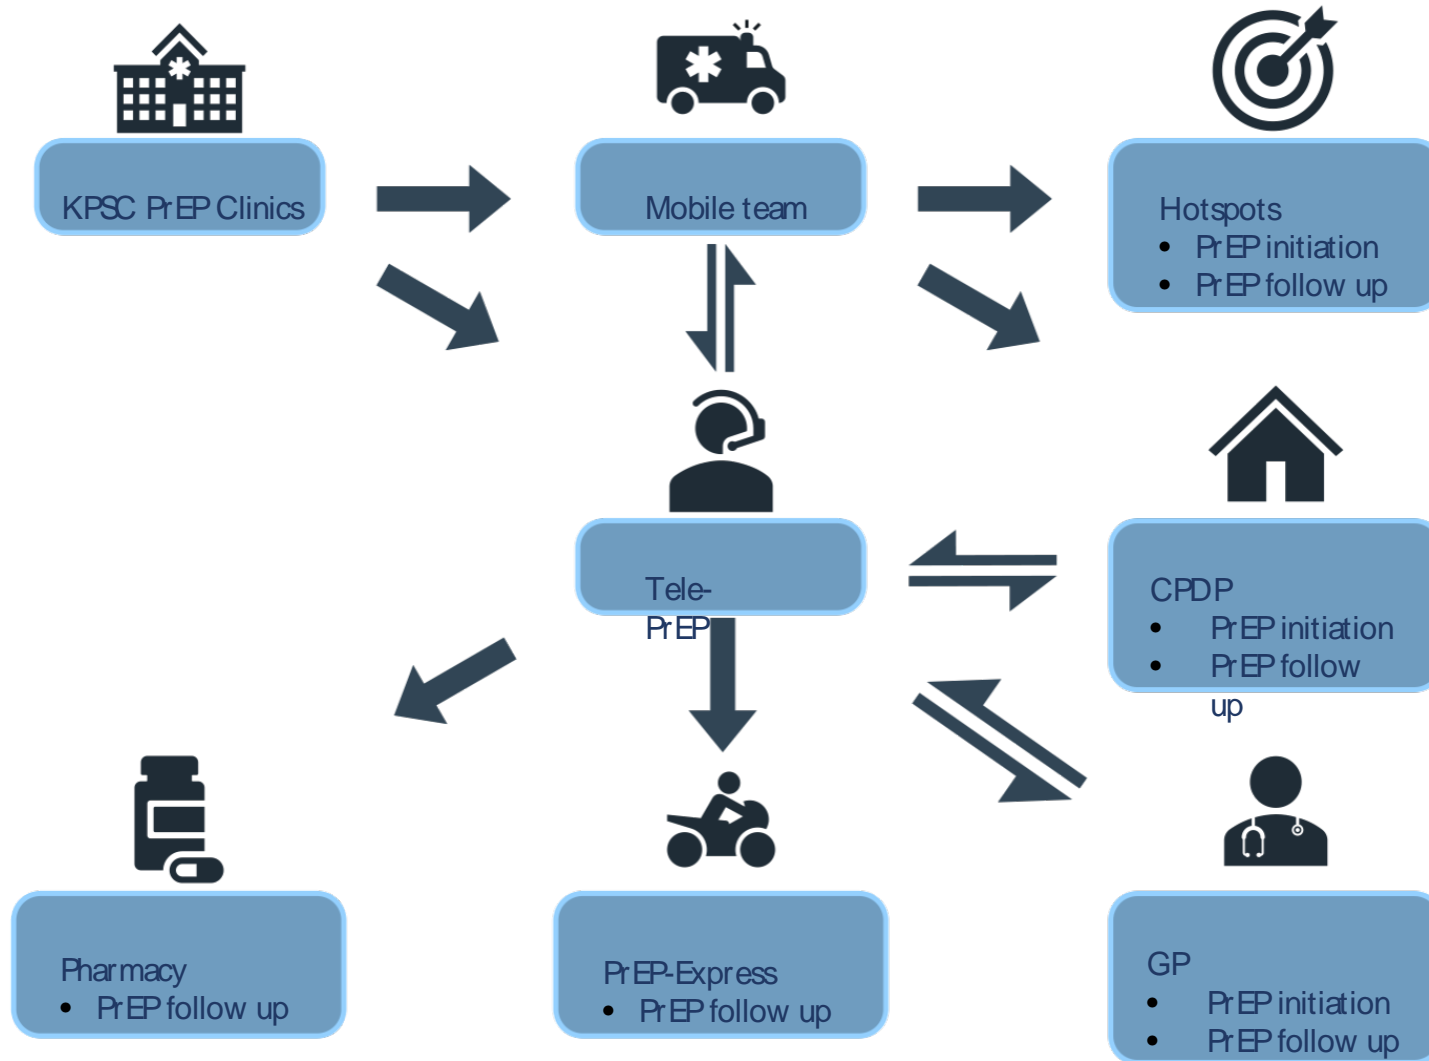 KPSC PrEP Clinics
Mobile team
Hotspots
• PrEP initiation
• PrEP follow up
Tele-
PrEP
CPDP
• PrEP initiation
• PrEP follow
up
Pharmacy
• PrEP follow up
PrEP-Express
• PrEP follow up
GP
• PrEP initiation
• PrEP follow up